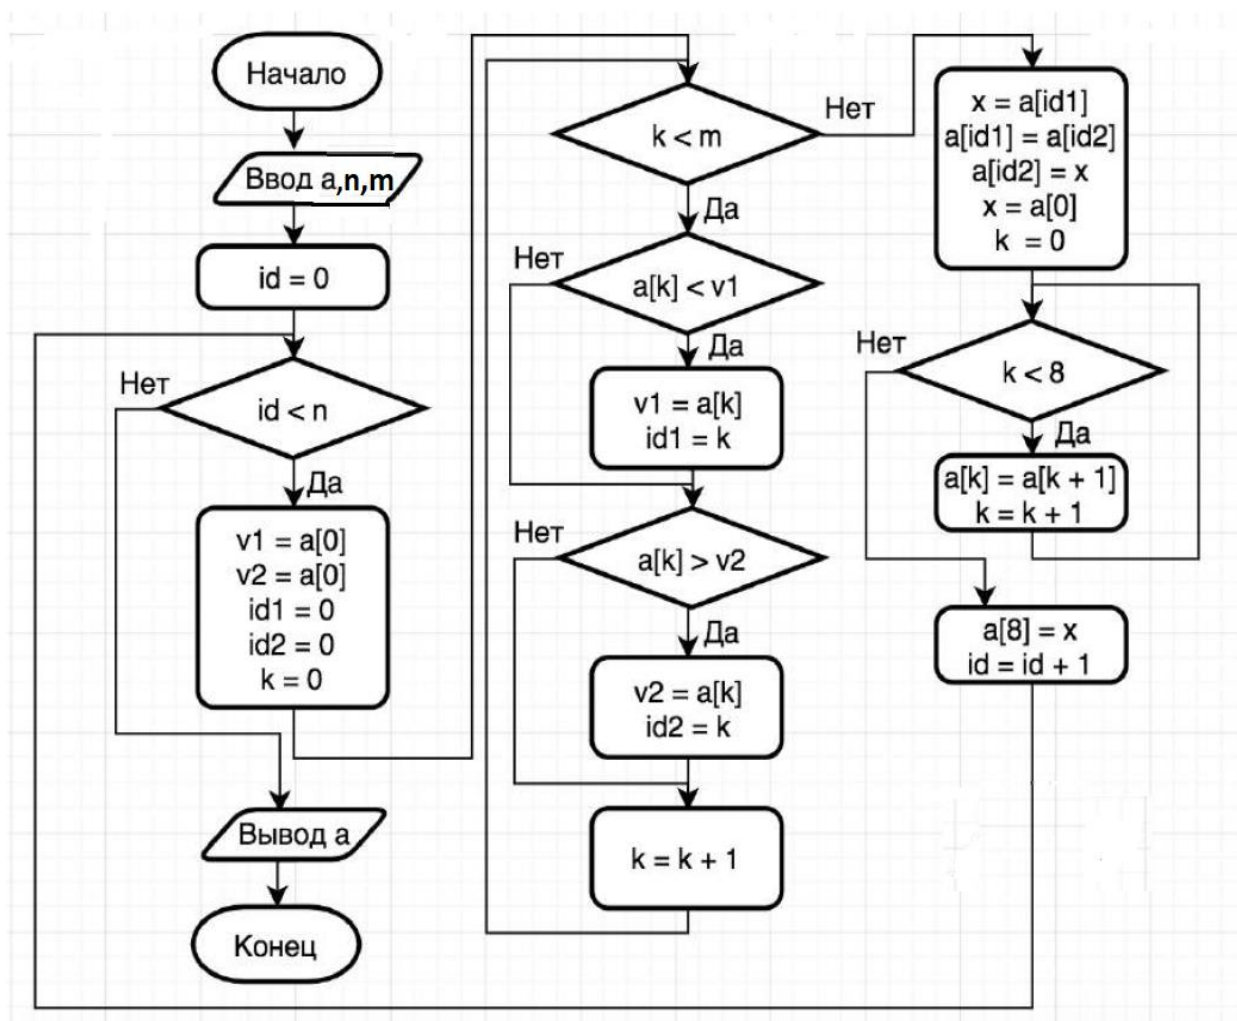 Начало
Ввод a,n,m
id = 0
id < n
Нет
Да
v1 = a[0]
v2 = a[0]
id1 = 0
id2 = 0
k = 0
Вывод a
Конец
k < m
Нет
Да
a[k] < v1
Нет
Да
v1 = a[k]
id1 = k
a[k] > v2
Нет
Да
v2 = a[k]
id2 = k
k = k + 1
x = a[id1]
a[id1] = a[id2]
a[id2] = x
x = a[0]
k = 0
k < 8
Нет
Да
a[k] = a[k + 1]
k = k + 1
a[8] = x
id = id + 1